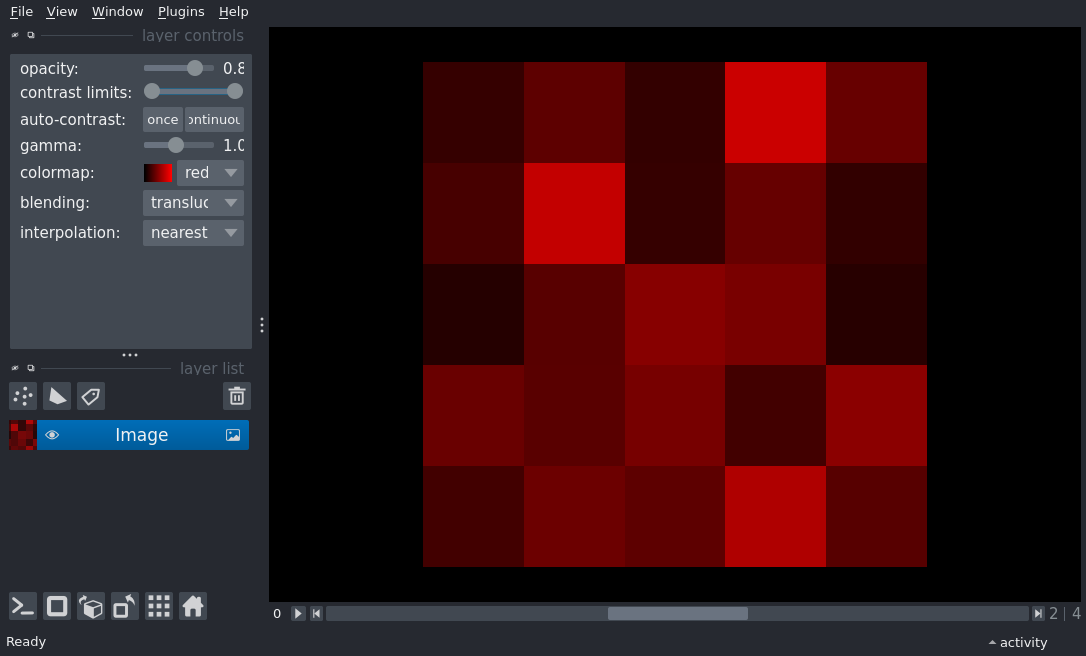 File View Window Plugins Help
layer controls
opacity: 0.8
contrast limits:
auto-contrast: once ontinuou
gamma: 1.0
colormap: red
blending: transluc
interpolation: nearest
layer list
Image
0 2 | 4
Ready activity